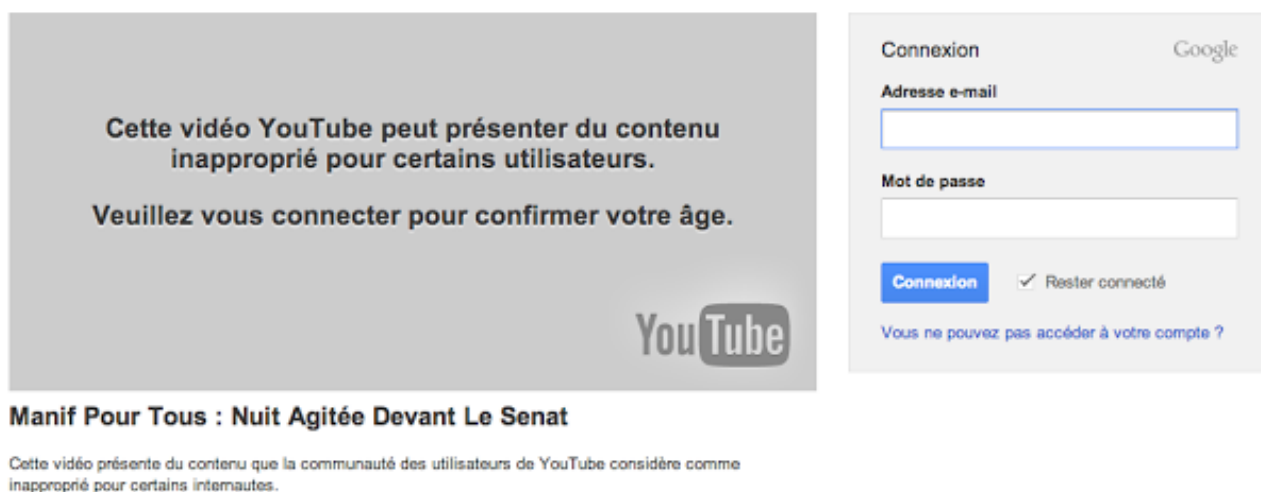 Cette vidéo YouTube peut présenter du contenu
inapproprié pour certains utilisateurs.
Veuillez vous connecter pour confirmer votre âge.
YouTube
Manif Pour Tous : Nuit Agitée Devant Le Senat
Cette vidéo présente du contenu que la communauté des utilisateurs de YouTube considère comme
inapproprié pour certains internautes.
Connexion Google
Adresse e-mail
Mot de passe
Connexion Rester connecté
Vous ne pouvez pas accéder à votre compte ?